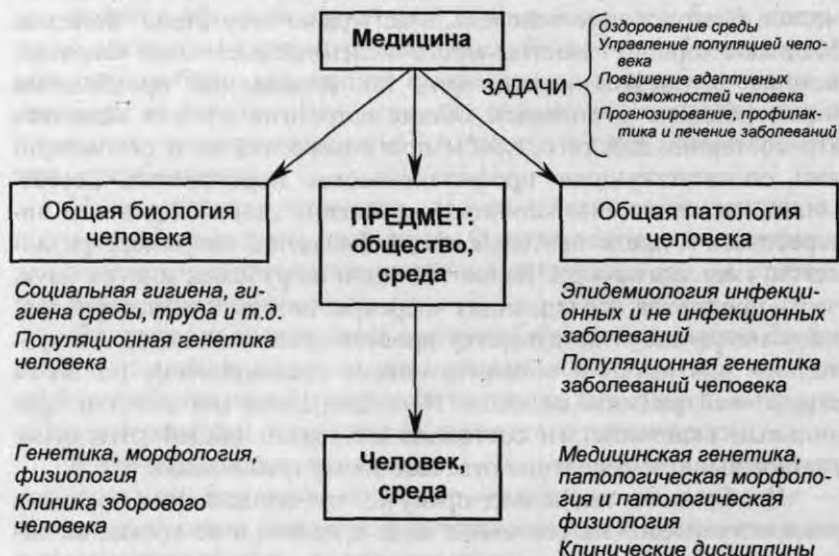 Медицина
ЗАДАЧИ
Оздоровление среды
Управление популяцией чело-
века
Повышение адаптивных
возможностей человека
Прогнозирование, профилак-
тика и лечение заболеваний
Общая биология
человека
ПРЕДМЕТ:
общество,
среда
Общая патология
человека
Социальная гигиена, ги-
гиена среды, труда и т.д.
Популяционная генетика
человека
Эпидемиология инфекци-
онных и не инфекционных
заболеваний
Популяционная генетика
заболеваний человека
Генетика, морфология,
физиология
Клиника здорового
человека
Человек,
среда
Медицинская генетика,
патологическая морфоло-
гия и патологическая
физиология
Клинические дисциплины